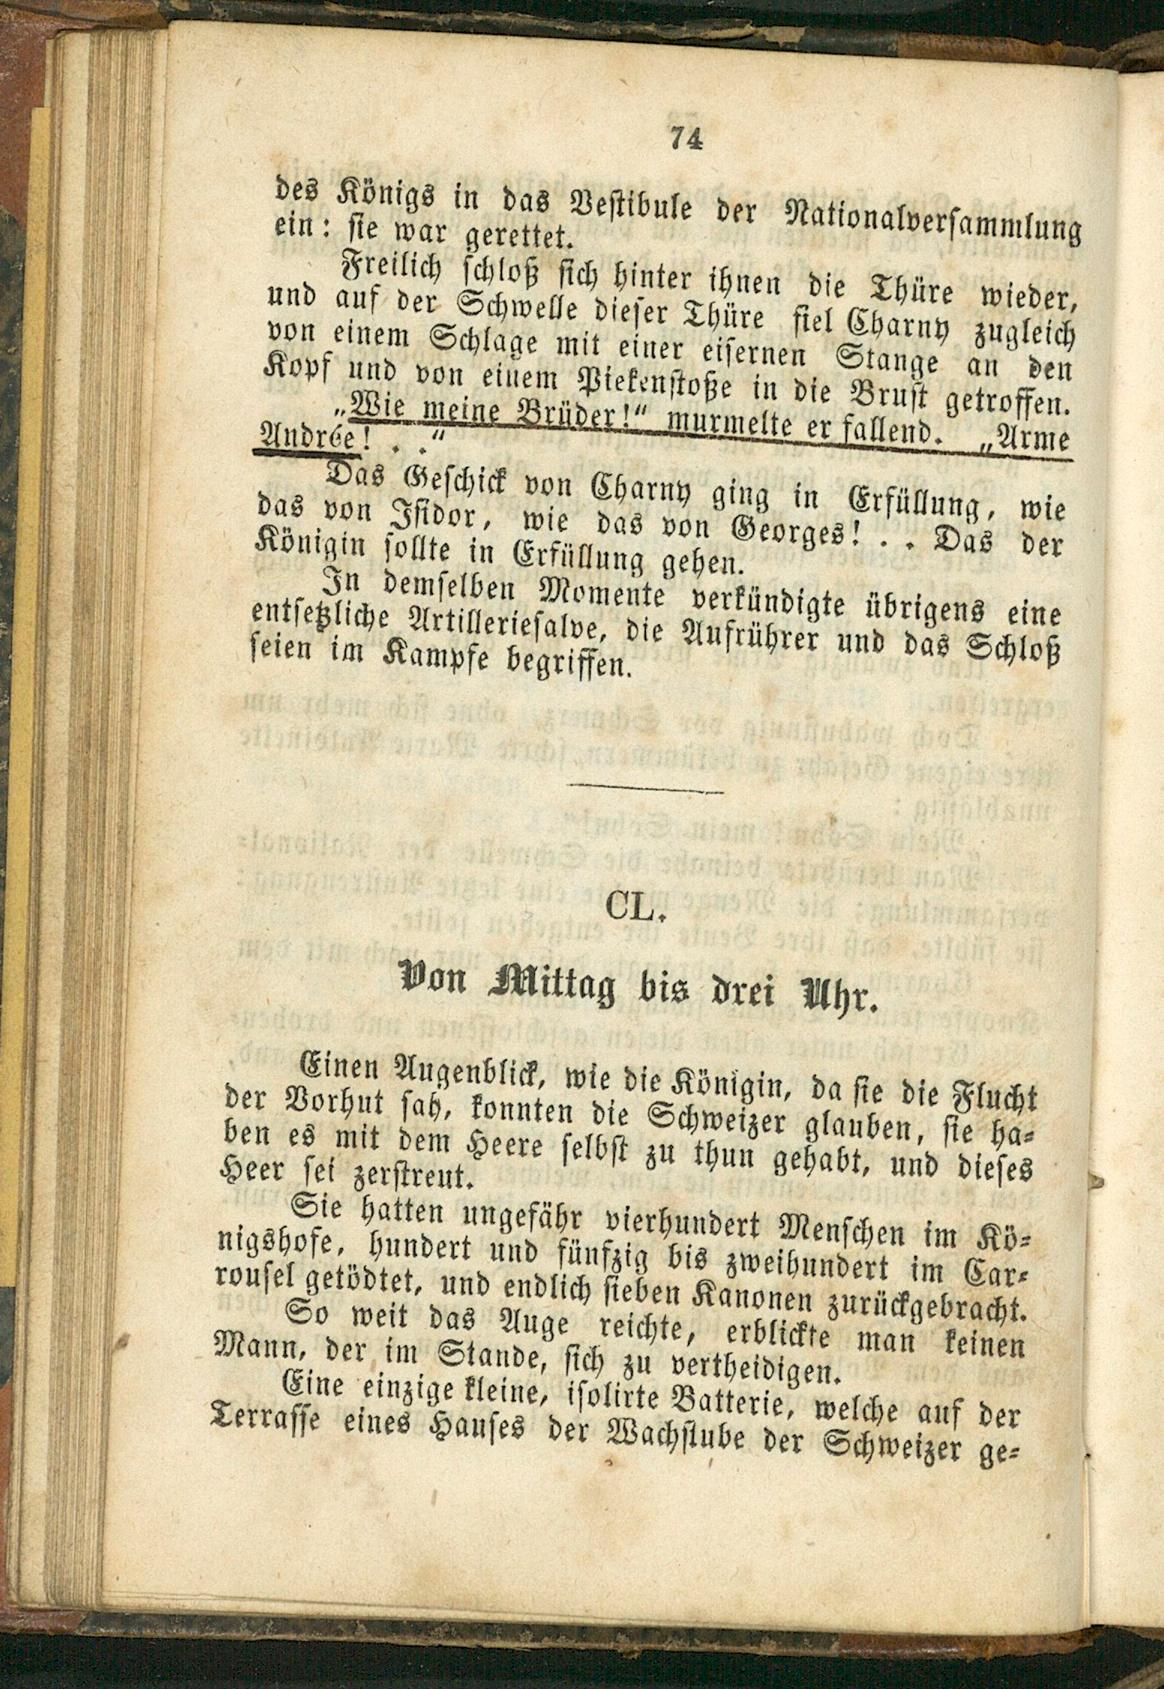 74
des Königs in das Vestibule der Nationalversammlung
ein: sie war gerettet.
Freilich schloß sich hinter ihnen die Thüre wieder,
und auf der Schwelle dieser Thüre fiel Charny zugleich
von einem Schlage mit einer eisernen Stange an den
Kopf und von einem Piekenstoße in die Brust getroffen.
„Wie meine Brüder!“ murmelte er fallend. „Arme
Andrée! . .“
Das Geschick von Charny ging in Erfüllung, wie
das von Isidor, wie das von Georges! . . Das der
Königin sollte in Erfüllung gehen.
In demselben Momente verkündigte übrigens eine
entsetzliche Artilleriesalve, die Aufrührer und das Schloß
seien im Kampfe begriffen.
CL.
Von Mittag bis drei Uhr.
Einen Augenblick, wie die Königin, da sie die Flucht
der Vorhut sah, konnten die Schweizer glauben, sie ha-
ben es mit dem Heere selbst zu thun gehabt, und dieses
Heer sei zerstreut.
Sie hatten ungefähr vierhundert Menschen im Kö-
nigshofe, hundert und fünfzig bis zweihundert im Car-
rousel getödtet, und endlich sieben Kanonen zurückgebracht.
So weit das Auge reichte, erblickte man keinen
Mann, der im Stande, sich zu vertheidigen.
Eine einzige kleine, isolirte Batterie, welche auf der
Terrasse eines Hauses der Wachstube der Schweizer ge-